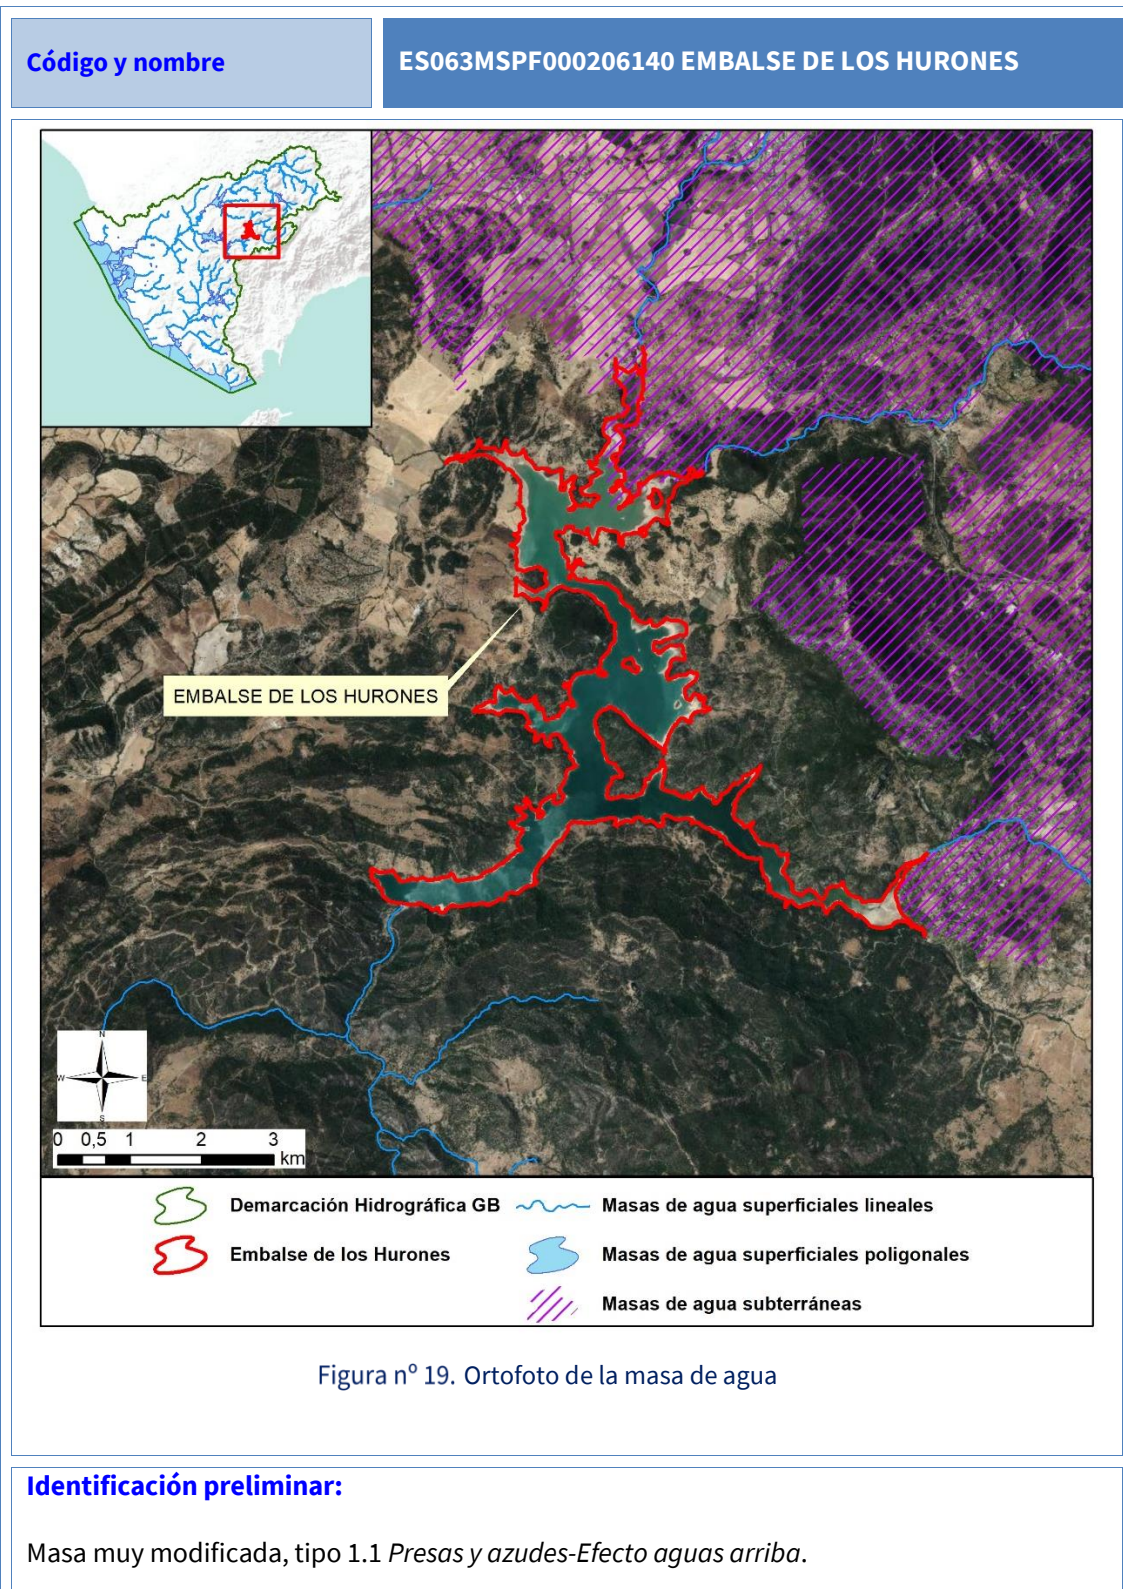 Código y nombre
ES063MSPF000206140 EMBALSE DE LOS HURONES
EMBALSE DE LOS HURONES
N
W
E
S
0 0,5 1 2 3
km
Demarcación Hidrográfica GB
Masas de agua superficiales lineales
Embalse de los Hurones
Masas de agua superficiales poligonales
Masas de agua subterráneas
Figura nº 19. Ortofoto de la masa de agua
Identificación preliminar:
Masa muy modificada, tipo 1.1 Presas y azudes-Efecto aguas arriba.